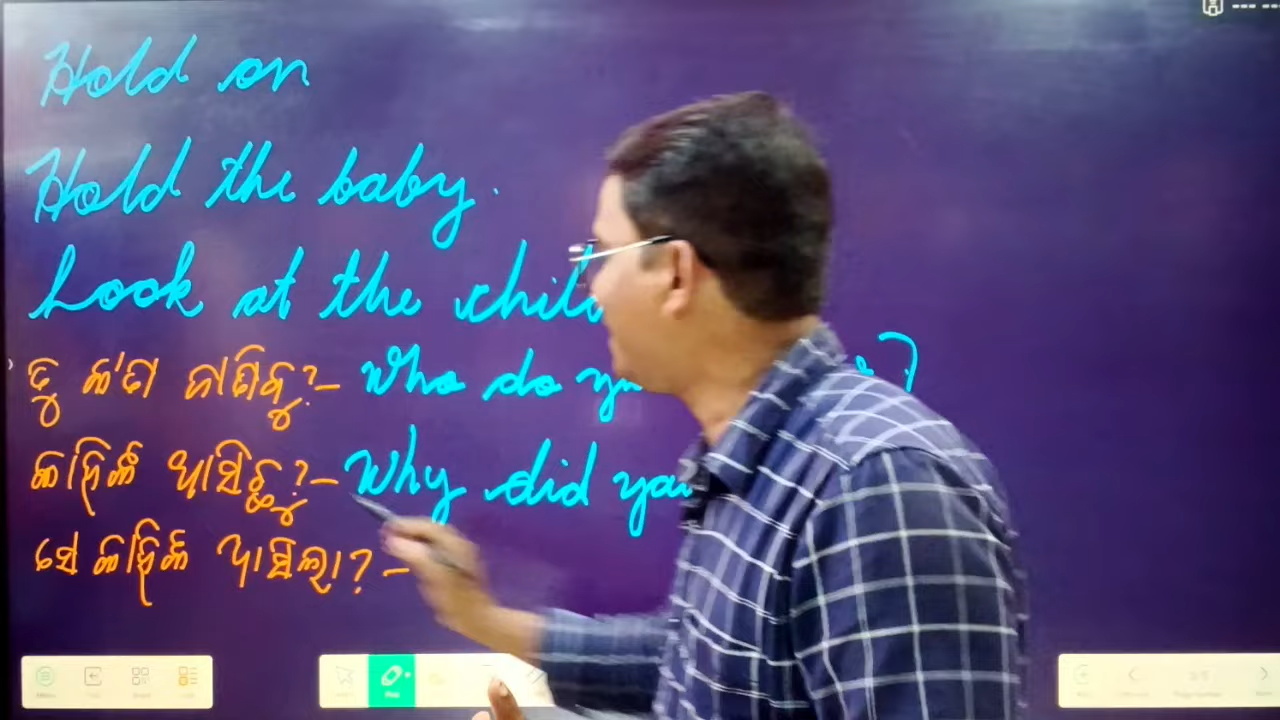 Hold on
Hold the baby.
Look at the
ତୁ କ'ଣ ଜାଣିବୁ?- Who do ?
କାହିଁକି ଆସିଛୁ?- Why did you
ସେ କାହିଁକି ଆସିଲା? -